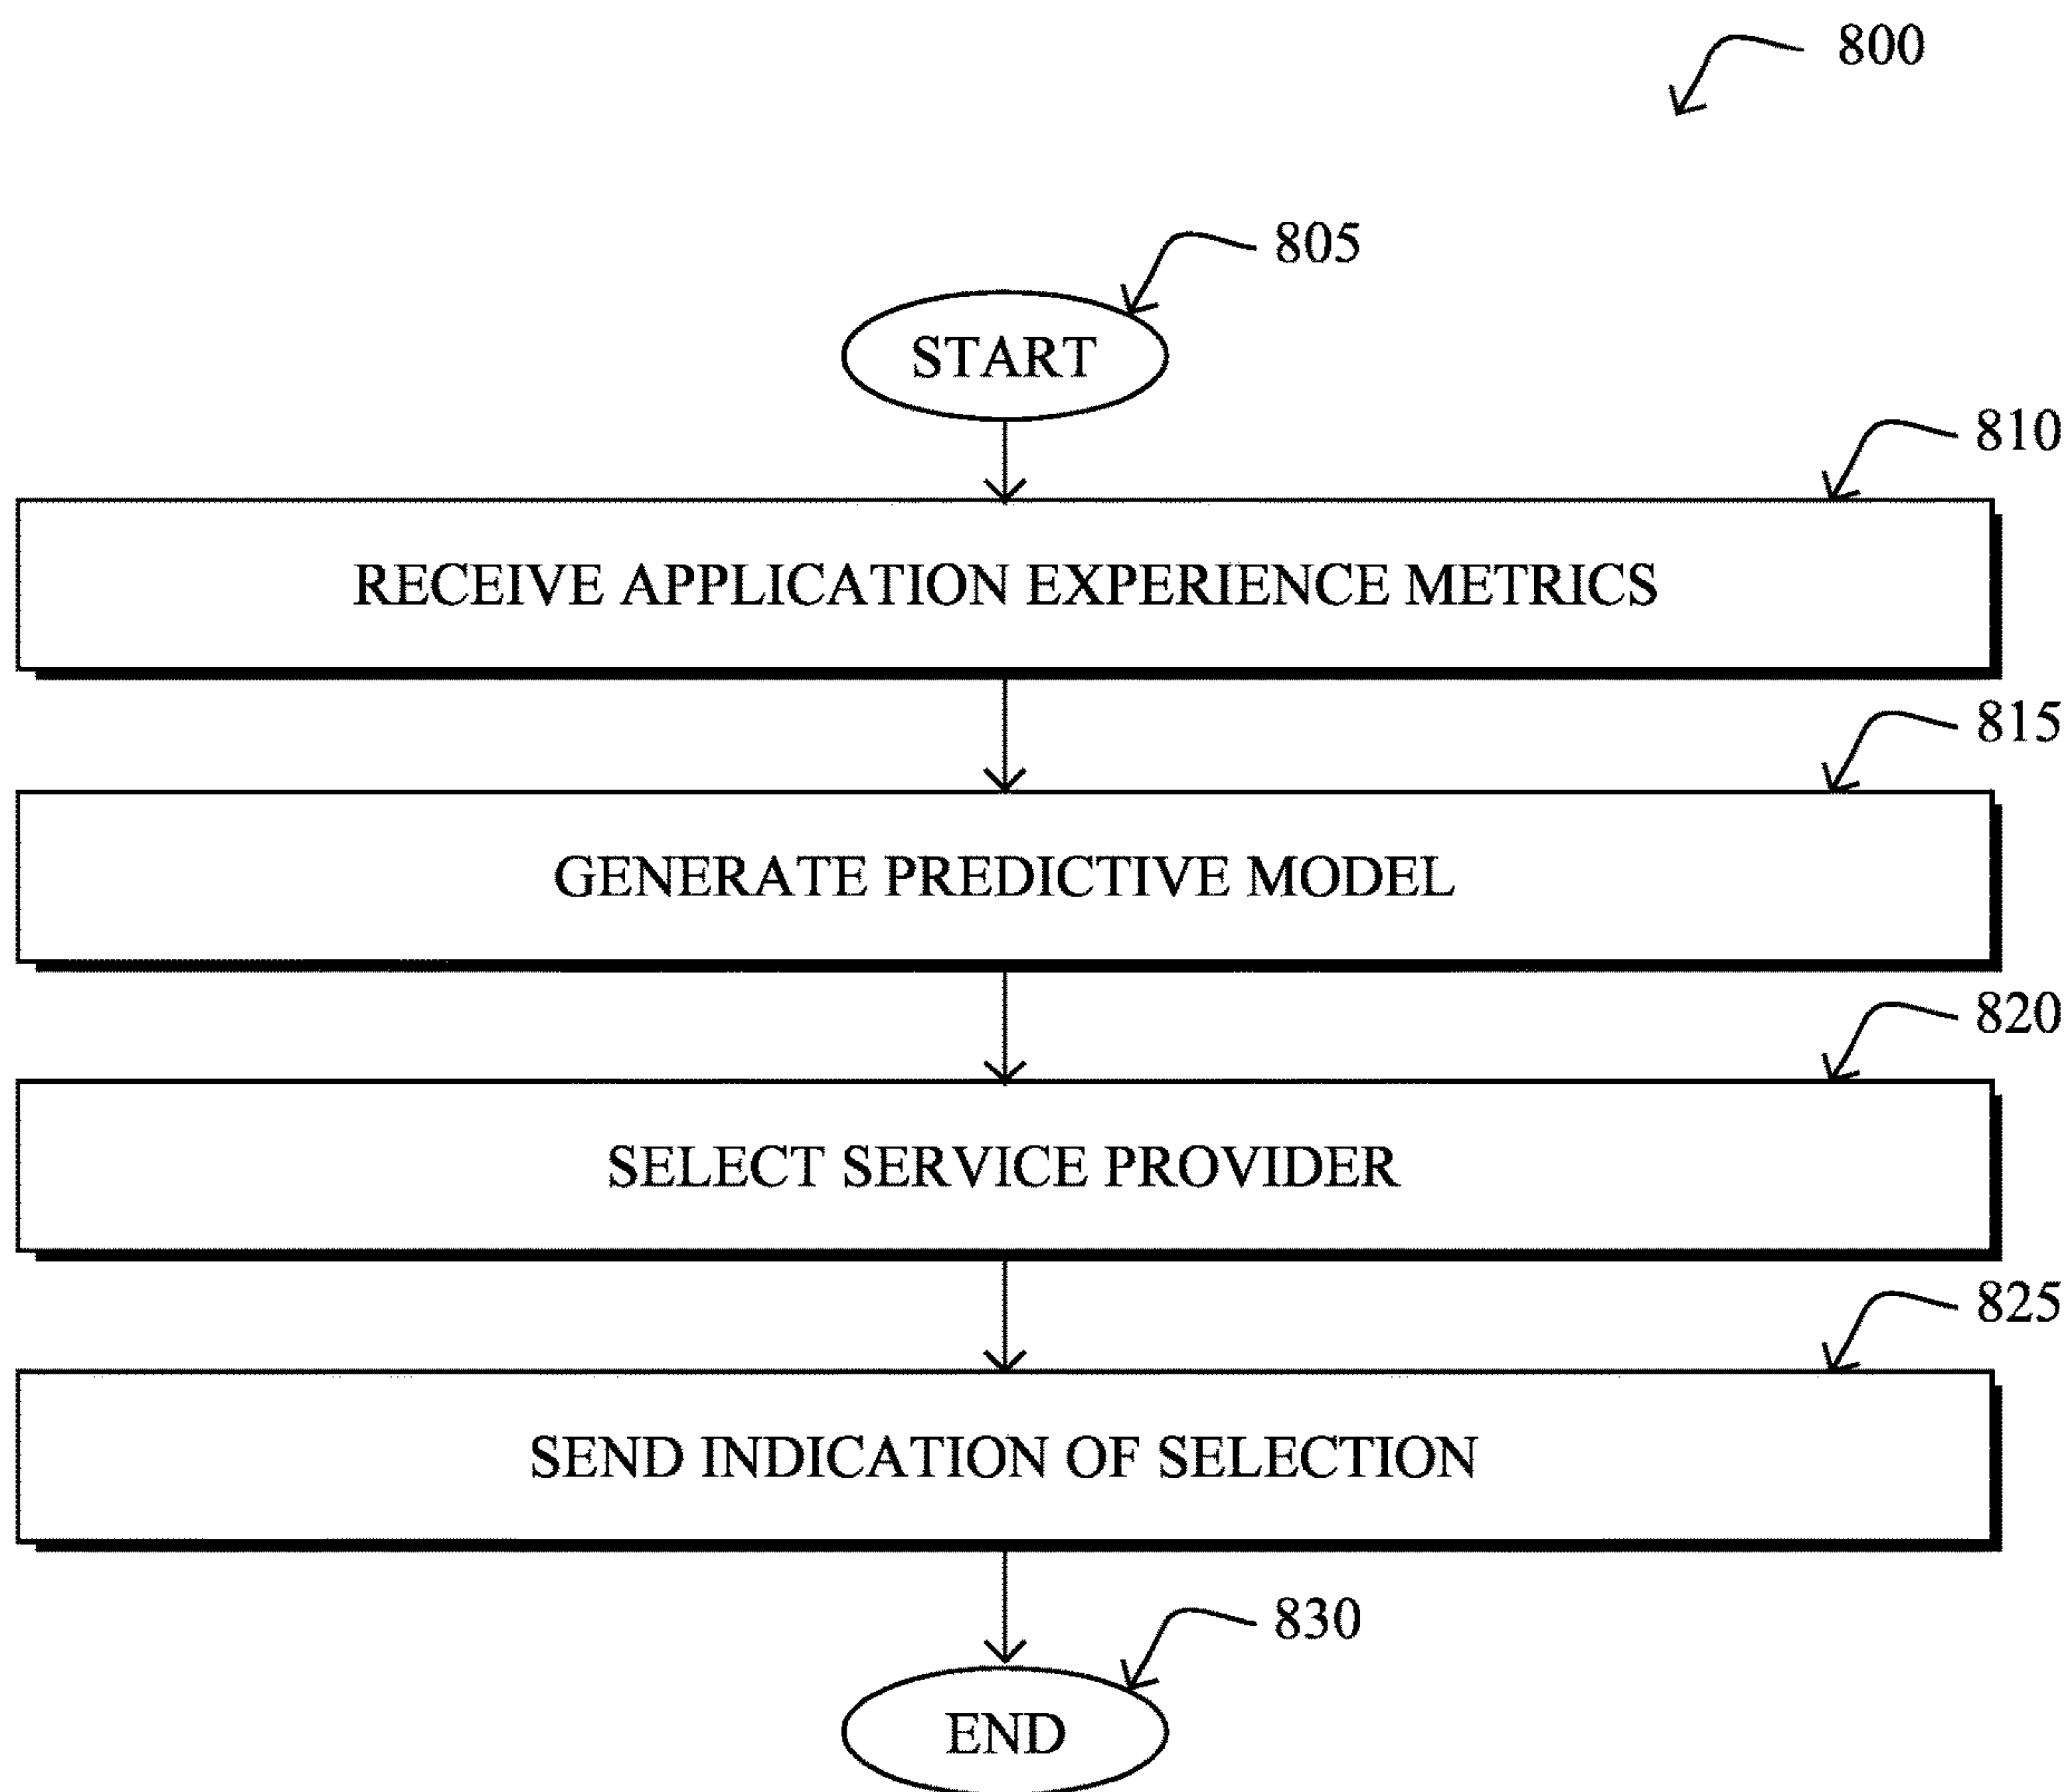 800
805
START
810
RECEIVE APPLICATION EXPERIENCE METRICS
815
GENERATE PREDICTIVE MODEL
820
SELECT SERVICE PROVIDER
825
SEND INDICATION OF SELECTION
830
END